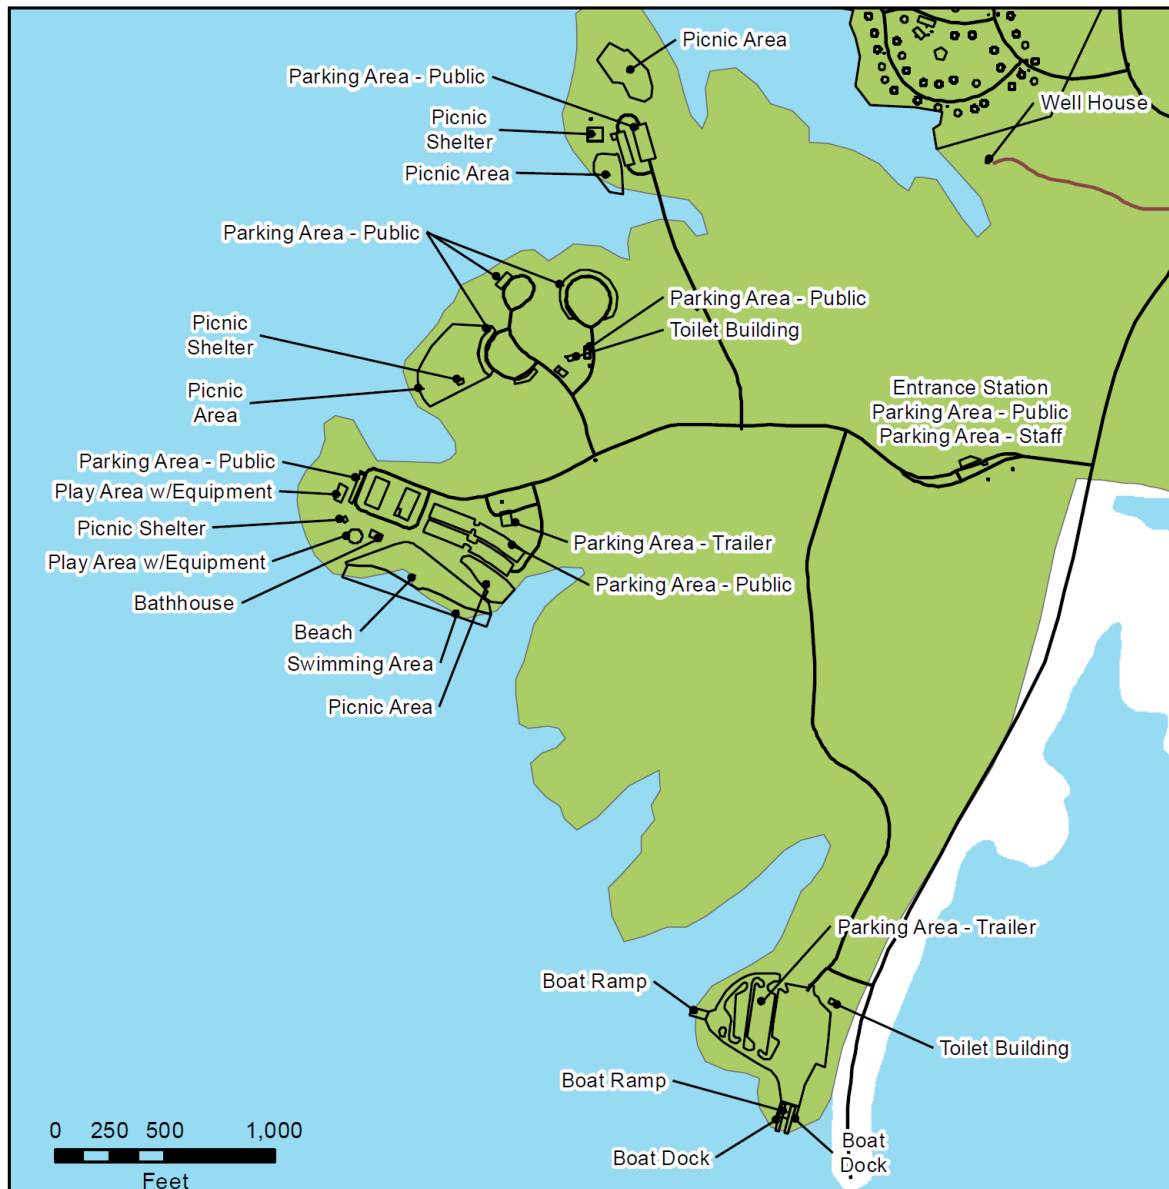 Picnic Area
Parking Area - Public
Picnic
Shelter
Well House
Picnic Area
Parking Area - Public
Parking Area - Public
Toilet Building
Picnic
Shelter
Picnic
Area
Entrance Station
Parking Area - Public
Parking Area - Staff
Parking Area - Public
Play Area w/Equipment
Picnic Shelter
Play Area w/Equipment
Bathhouse
Parking Area - Trailer
Parking Area - Public
Beach
Swimming Area
Picnic Area
Parking Area - Trailer
Boat Ramp
Toilet Building
Boat Ramp
Boat Dock
Boat
Dock
0 250 500 1,000
Feet